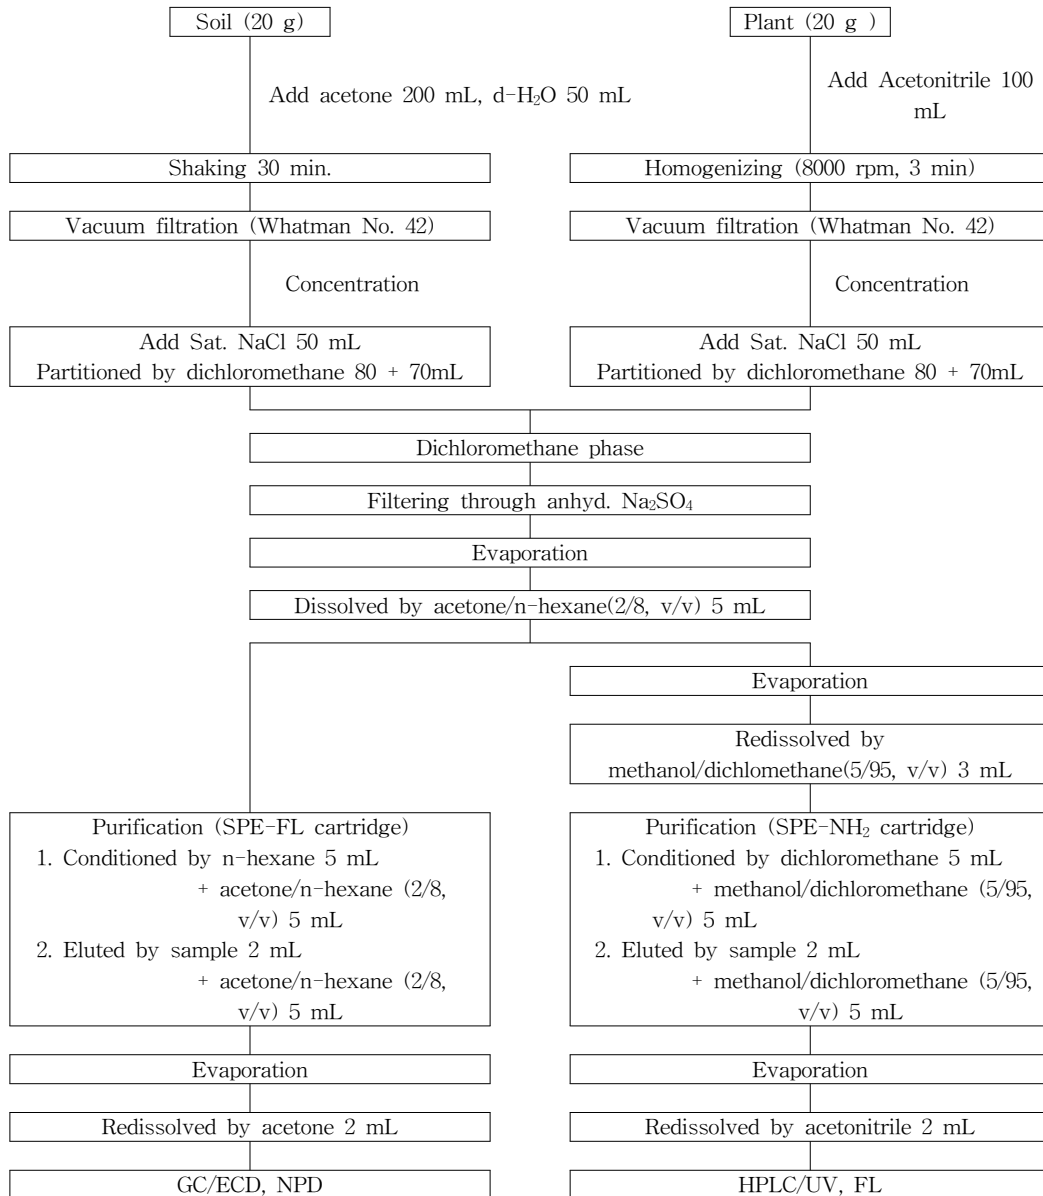 Soil (20 g)
Plant (20 g )
Add acetone 200 mL, d-H₂O 50 mL
Add Acetonitrile 100
mL
Shaking 30 min.
Homogenizing (8000 rpm, 3 min)
Vacuum filtration (Whatman No. 42)
Vacuum filtration (Whatman No. 42)
Concentration
Concentration
Add Sat. NaCl 50 mL
Partitioned by dichloromethane 80 + 70mL
Add Sat. NaCl 50 mL
Partitioned by dichloromethane 80 + 70mL
Dichloromethane phase
Filtering through anhyd. Na₂SO₄
Evaporation
Dissolved by acetone/n-hexane(2/8, v/v) 5 mL
Evaporation
Redissolved by
methanol/dichlomethane(5/95, v/v) 3 mL
Purification (SPE-FL cartridge)
1. Conditioned by n-hexane 5 mL
+ acetone/n-hexane (2/8,
v/v) 5 mL
2. Eluted by sample 2 mL
+ acetone/n-hexane (2/8,
v/v) 5 mL
Purification (SPE-NH₂ cartridge)
1. Conditioned by dichloromethane 5 mL
+ methanol/dichloromethane (5/95,
v/v) 5 mL
2. Eluted by sample 2 mL
+ methanol/dichloromethane (5/95,
v/v) 5 mL
Evaporation
Evaporation
Redissolved by acetone 2 mL
Redissolved by acetonitrile 2 mL
GC/ECD, NPD
HPLC/UV, FL